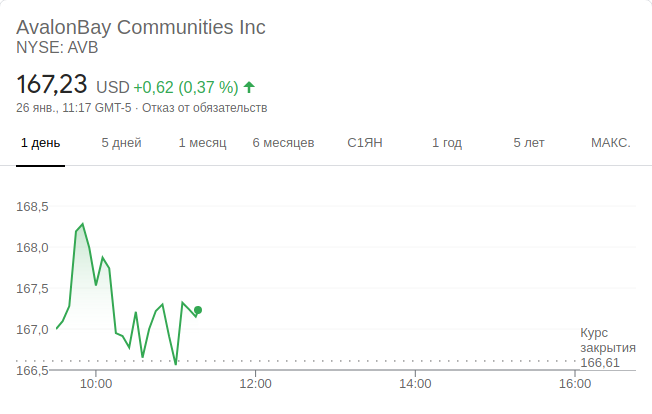 AvalonBay Communities Inc
NYSE: AVB
167,23 USD +0,62 (0,37 %)
26 янв., 11:17 GMT-5 · Отказ от обязательств
1 день 5 дней 1 месяц 6 месяцев С1ЯН 1 год 5 лет МАКС.
168,5
168,0
167,5
167,0
Курс
закрытия
166,61
166,5
10:00 12:00 14:00 16:00